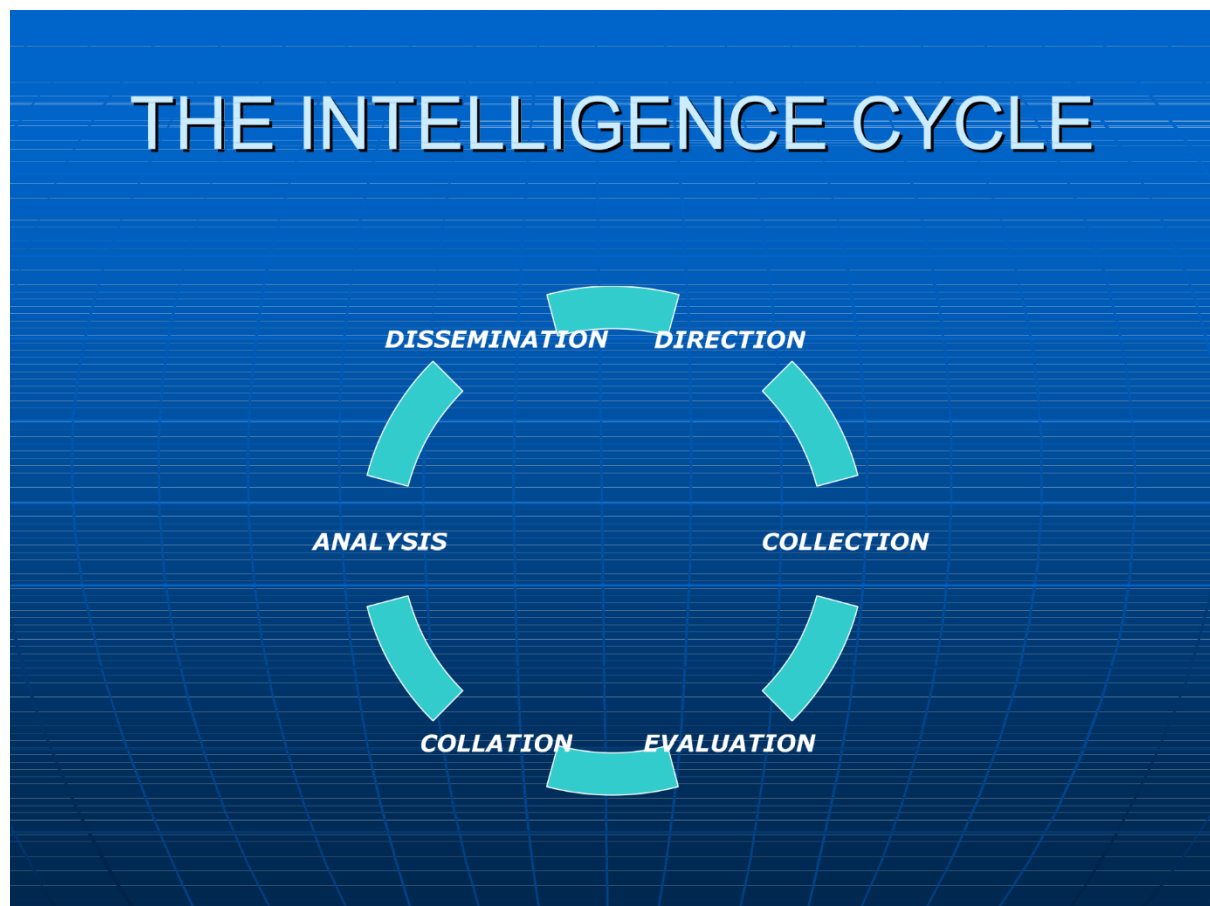 THE INTELLIGENCE CYCLE
DISSEMINATION
DIRECTION
ANALYSIS
COLLECTION
COLLATION
EVALUATION